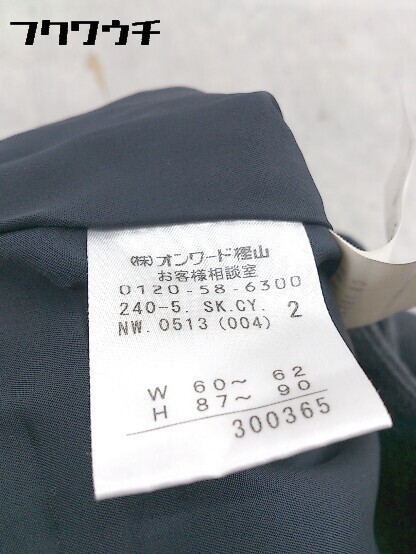 フクワウチ
(株)オンワード樫山
お客様相談室
0120-58-6300
240-5. SK.CY. 2
NW. 0513 (004)
W 60～ 62
H 87～ 90
300365